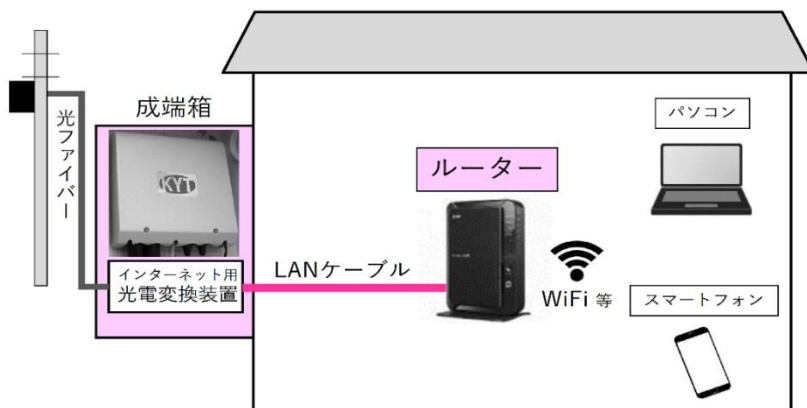 成端箱
光ファイバー
KYT
インターネット用
光電変換装置
LANケーブル
ルーター
WiFi 等
パソコン
スマートフォン